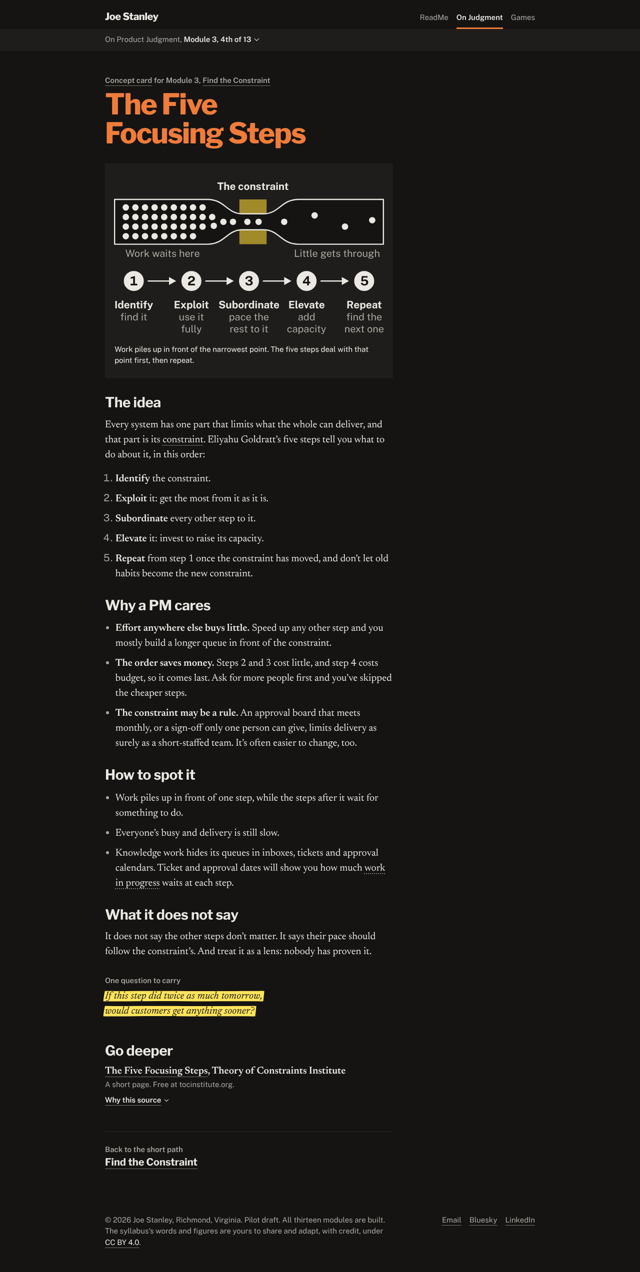 Joe Stanley
ReadMe On Judgment Games
On Product Judgment, Module 3, 4th of 13
Concept card for Module 3, Find the Constraint
The Five
Focusing Steps
The constraint
Work waits here Little gets through
1 2 3 4 5
Identify Exploit Subordinate Elevate Repeat
find it use it pace the add find the
fully rest to it capacity next one
Work piles up in front of the narrowest point. The five steps deal with that
point first, then repeat.
The idea
Every system has one part that limits what the whole can deliver, and
that part is its constraint. Eliyahu Goldratt’s five steps tell you what to
do about it, in this order:
1. Identify the constraint.
2. Exploit it: get the most from it as it is.
3. Subordinate every other step to it.
4. Elevate it: invest to raise its capacity.
5. Repeat from step 1 once the constraint has moved, and don’t let old
habits become the new constraint.
Why a PM cares
• Effort anywhere else buys little. Speed up any other step and you
mostly build a longer queue in front of the constraint.
• The order saves money. Steps 2 and 3 cost little, and step 4 costs
budget, so it comes last. Ask for more people first and you’ve skipped
the cheaper steps.
• The constraint may be a rule. An approval board that meets
monthly, or a sign-off only one person can give, limits delivery as
surely as a short-staffed team. It’s often easier to change, too.
How to spot it
• Work piles up in front of one step, while the steps after it wait for
something to do.
• Everyone’s busy and delivery is still slow.
• Knowledge work hides its queues in inboxes, tickets and approval
calendars. Ticket and approval dates will show you how much work
in progress waits at each step.
What it does not say
It does not say the other steps don’t matter. It says their pace should
follow the constraint’s. And treat it as a lens: nobody has proven it.
One question to carry
If this step did twice as much tomorrow,
would customers get anything sooner?
Go deeper
The Five Focusing Steps, Theory of Constraints Institute
A short page. Free at tocinstitute.org.
Why this source
Back to the short path
Find the Constraint
© 2026 Joe Stanley, Richmond, Virginia. Pilot draft. All thirteen modules are built.
The syllabus’s words and figures are yours to share and adapt, with credit, under
CC BY 4.0.
Email Bluesky LinkedIn